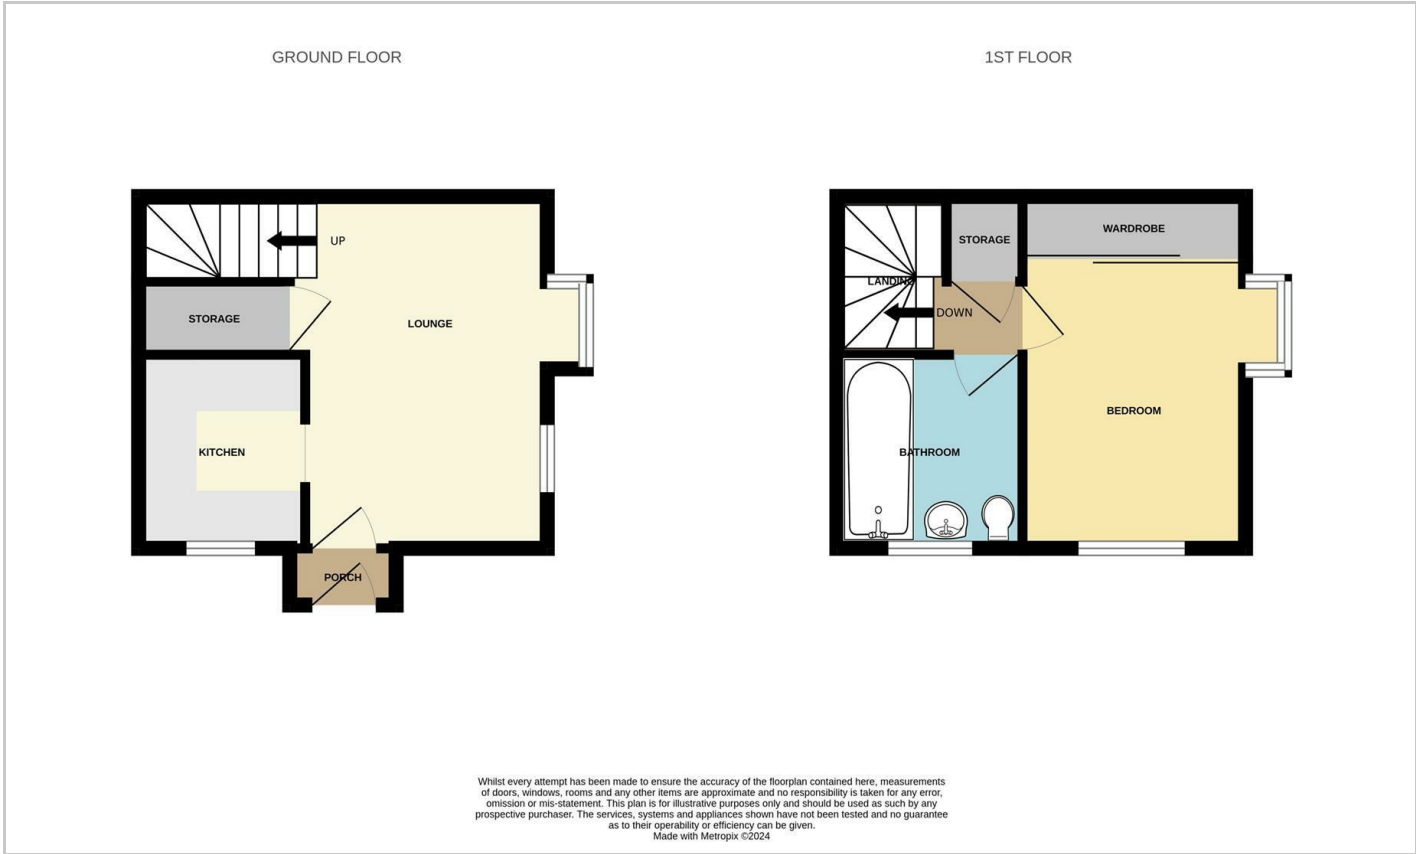 GROUND FLOOR
1ST FLOOR
UP
STORAGE
LOUNGE
KITCHEN
PORCH
STORAGE
WARDROBE
LANDING
DOWN
BEDROOM
BATHROOM
Whilst every attempt has been made to ensure the accuracy of the floorplan contained here, measurements
of doors, windows, rooms and any other items are approximate and no responsibility is taken for any error,
omission or mis-statement. This plan is for illustrative purposes only and should be used as such by any
prospective purchaser. The services, systems and appliances shown have not been tested and no guarantee
as to their operability or efficiency can be given.
Made with Metropix ©2024